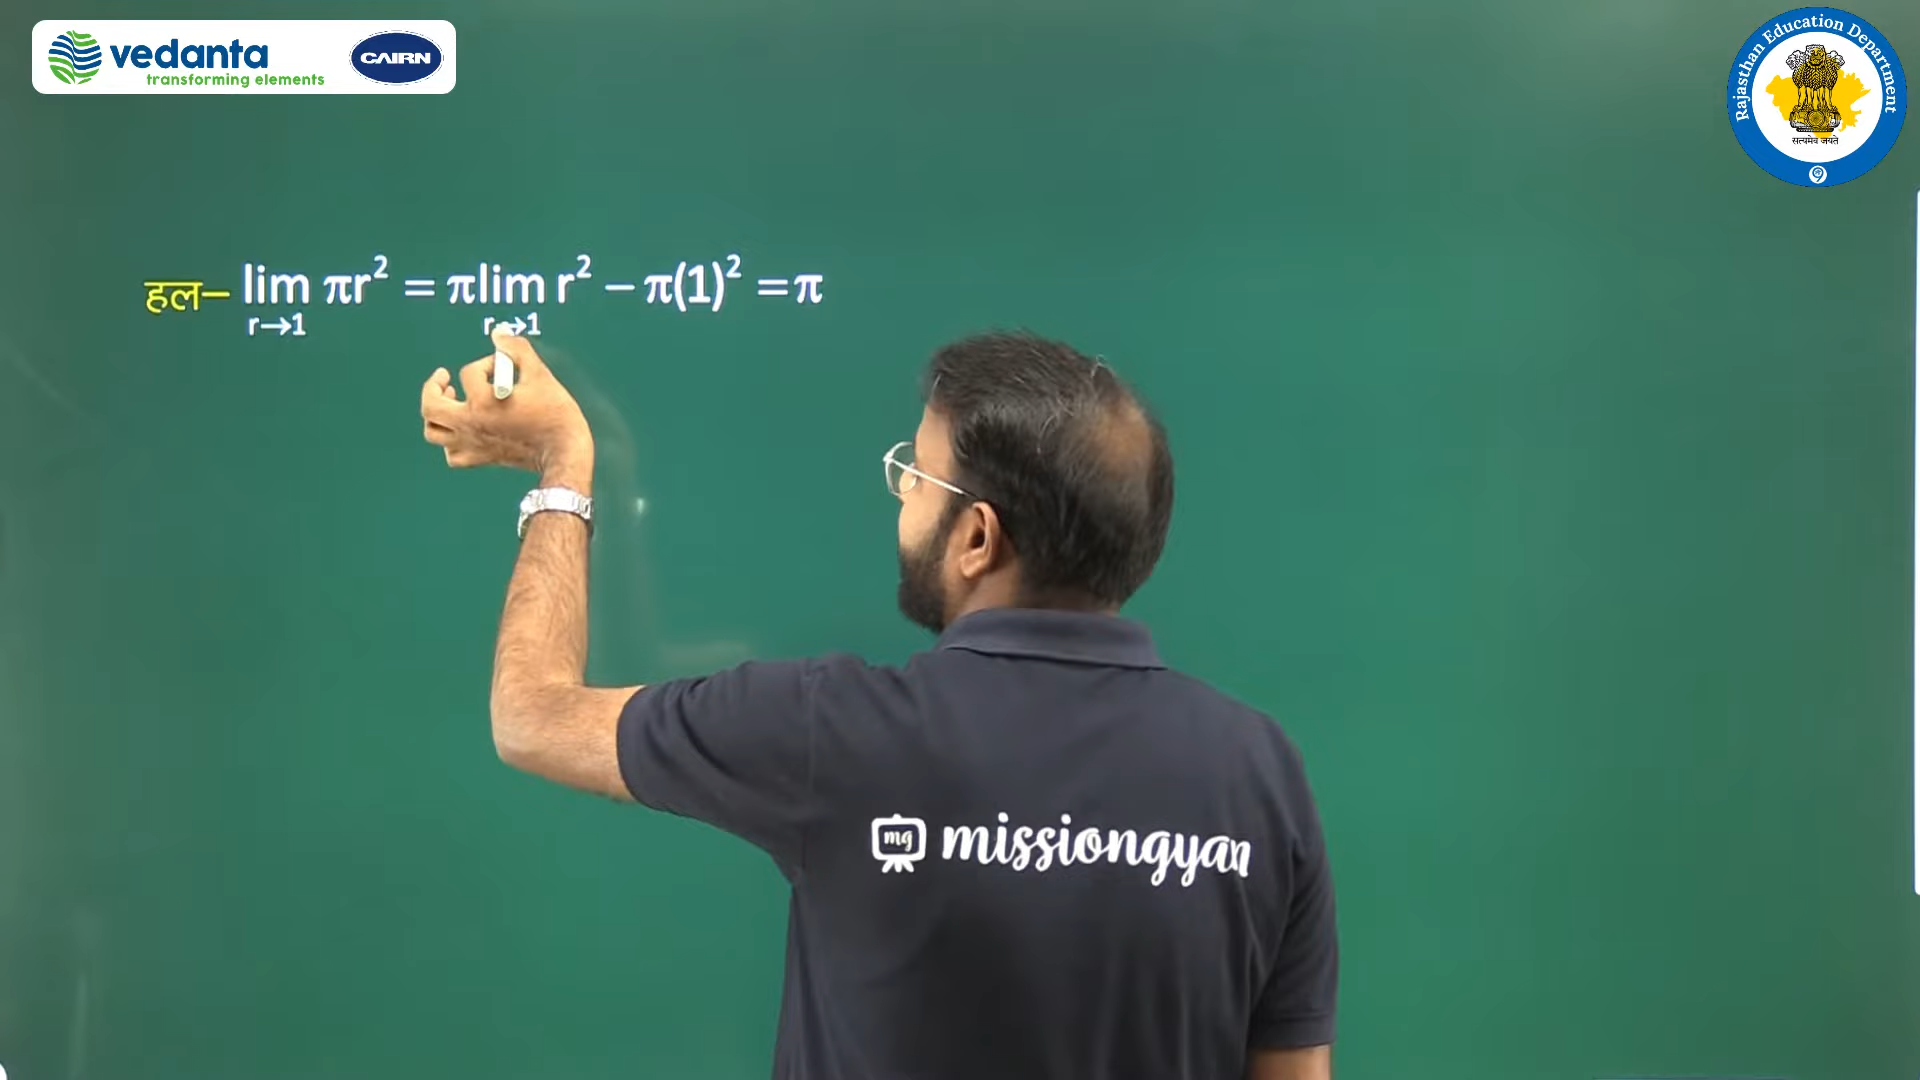 vedanta
transforming elements
CAIRN
Rajasthan Education Department
सत्यमेव जयते
हल– lim πr² = π lim r² – π(1)² = π
r→1 r→1
mg missiongyan